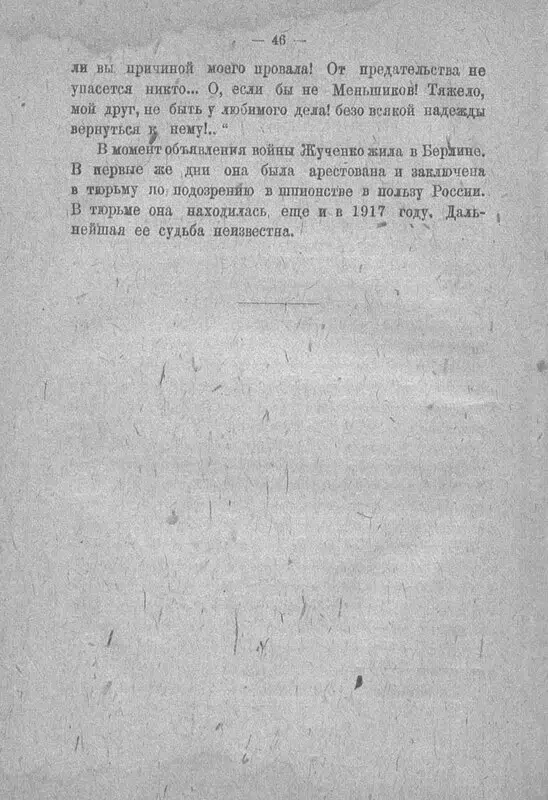 — 46 —
ли вы причиной моего провала! От предательства не
упасется никто... О, если бы не Меньшиков! Тяжело,
мой друг, не быть у любимого дела! безо всякой надежды
вернуться к нему!.. “
В момент объявления войны Жученко жила в Берлине.
В первые же дни она была арестована и заключена
в тюрьму по подозрению в шпионстве в пользу России.
В тюрьме она находилась еще и в 1917 году. Даль-
нейшая ее судьба неизвестна.